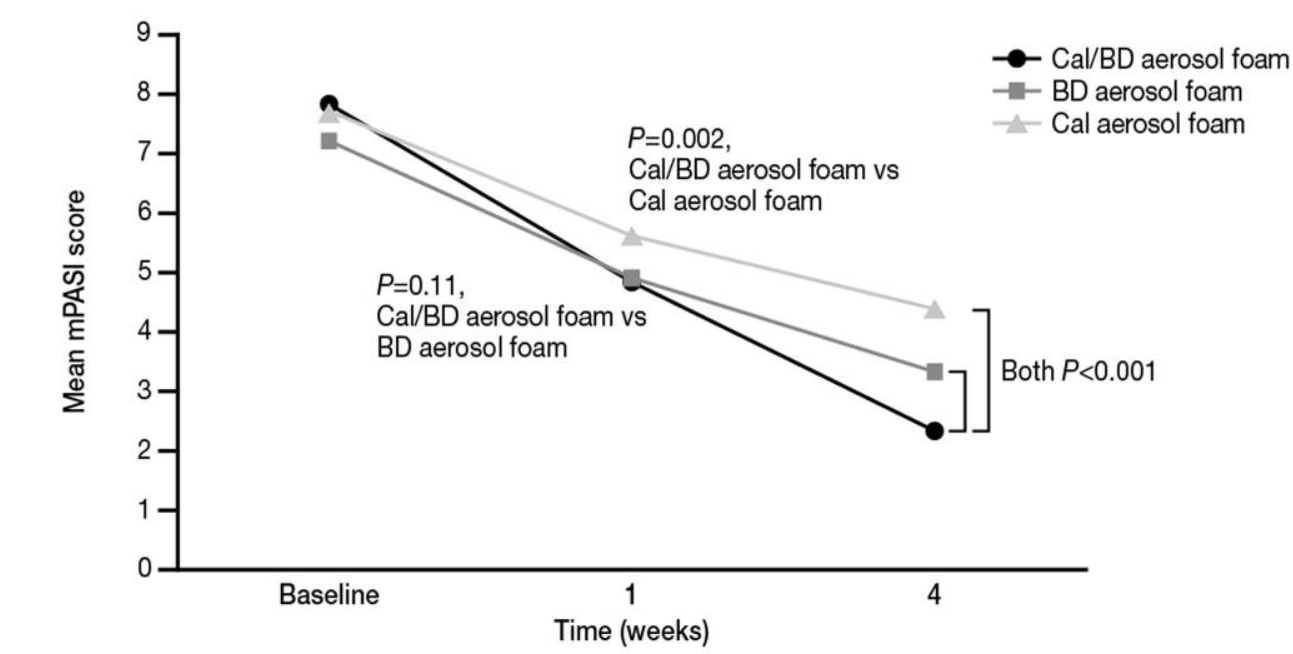 9
8
7
6
5
4
3
2
1
0
Mean mPASI score
Cal/BD aerosol foam
BD aerosol foam
Cal aerosol foam
P=0.002,
Cal/BD aerosol foam vs
Cal aerosol foam
P=0.11,
Cal/BD aerosol foam vs
BD aerosol foam
Both P<0.001
Baseline
1
4
Time (weeks)